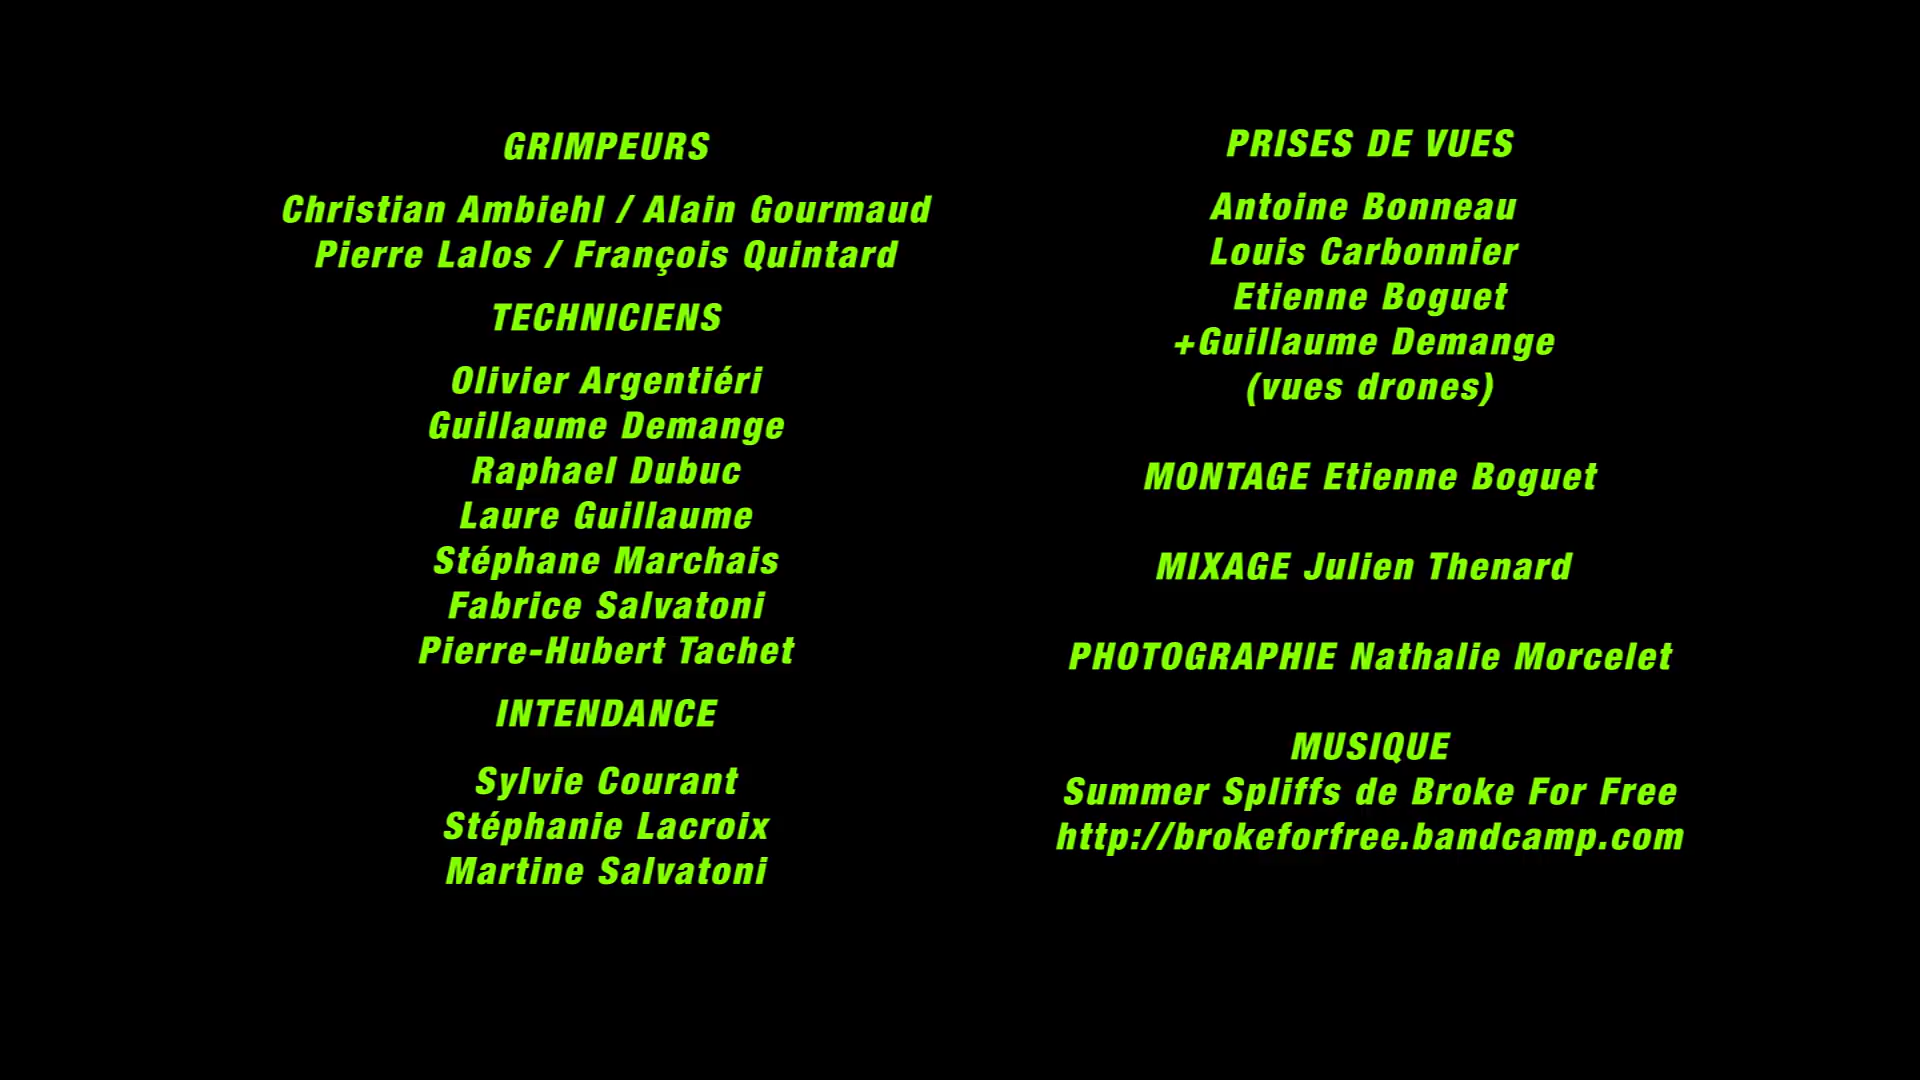 GRIMPEURS
Christian Ambiehl / Alain Gourmaud
Pierre Lalos / François Quintard
TECHNICIENS
Olivier Argentiéri
Guillaume Demange
Raphael Dubuc
Laure Guillaume
Stéphane Marchais
Fabrice Salvatoni
Pierre-Hubert Tachet
INTENDANCE
Sylvie Courant
Stéphanie Lacroix
Martine Salvatoni
PRISES DE VUES
Antoine Bonneau
Louis Carbonnier
Etienne Boguet
+Guillaume Demange
(vues drones)
MONTAGE Etienne Boguet
MIXAGE Julien Thenard
PHOTOGRAPHIE Nathalie Morcelet
MUSIQUE
Summer Spliffs de Broke For Free
http://brokeforfree.bandcamp.com